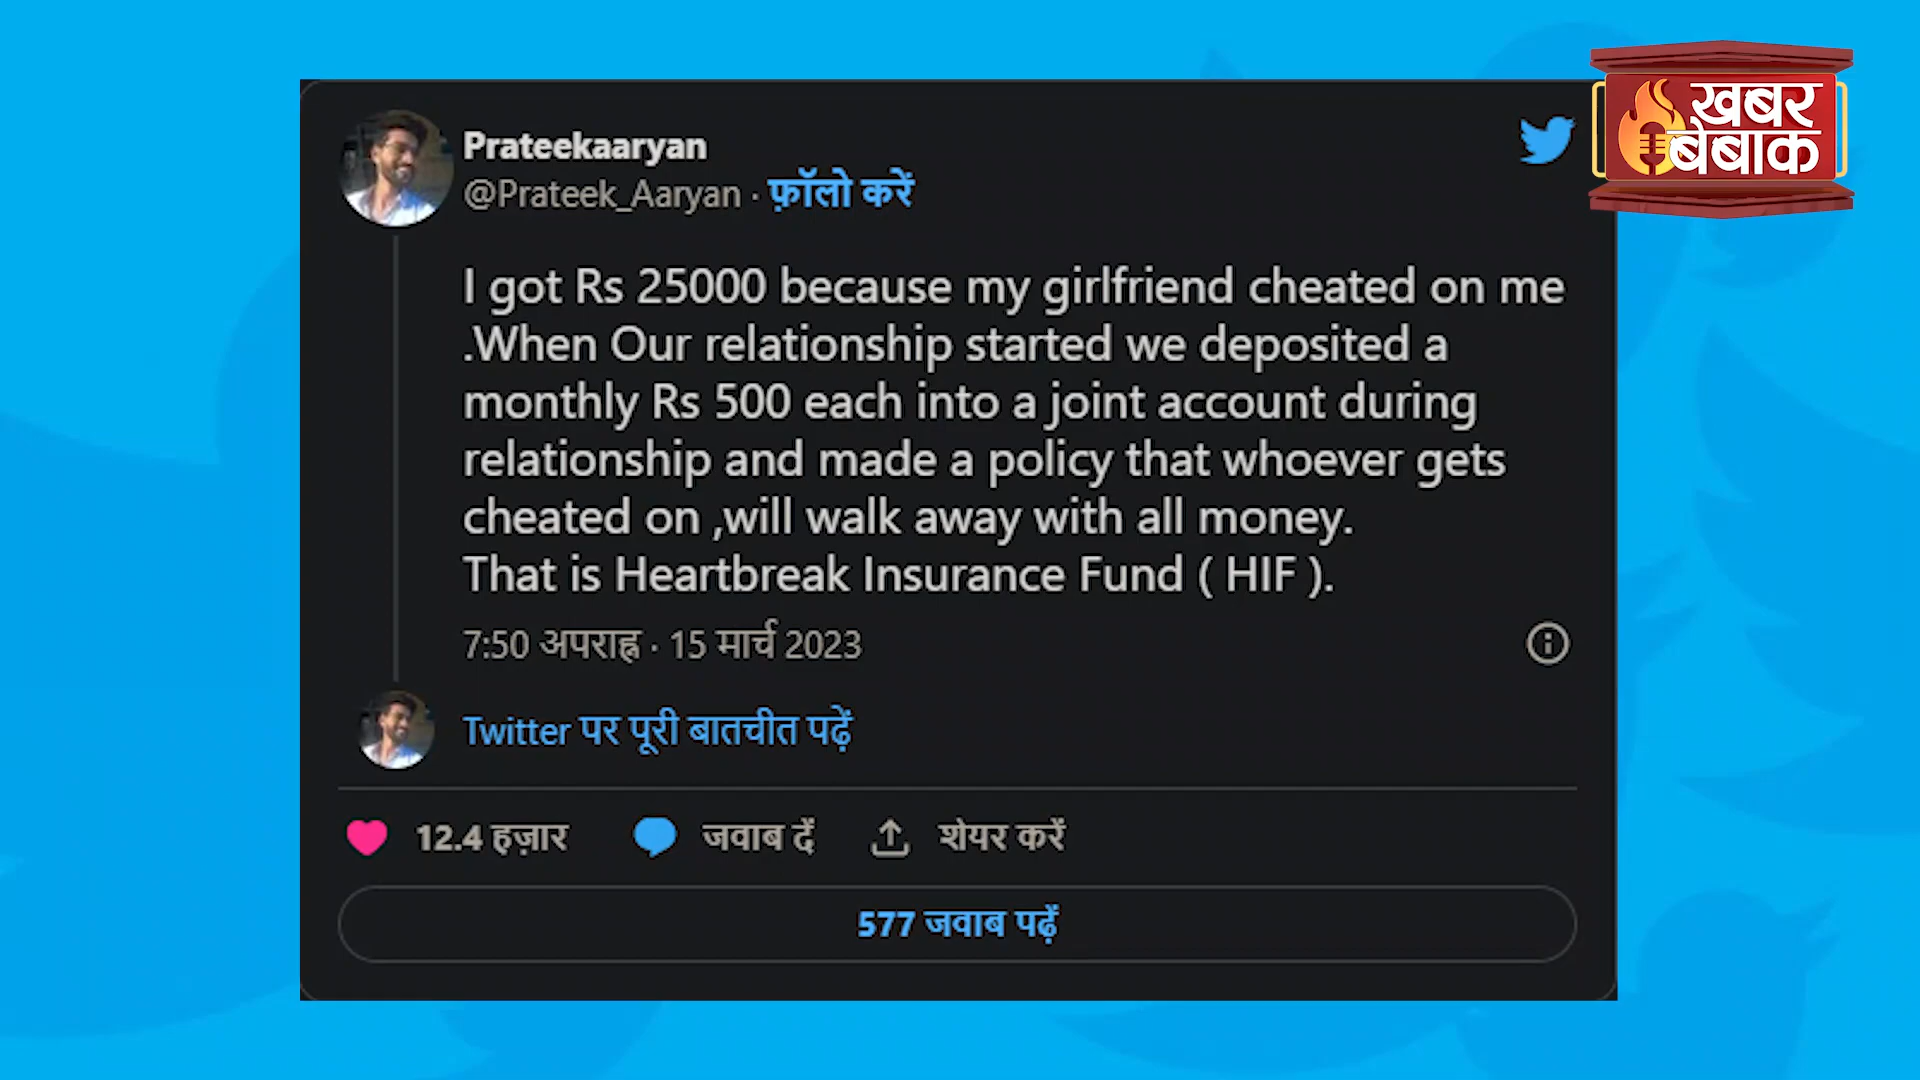 खबर
बेबाक
Prateekaaryan
@Prateek_Aaryan · फ़ॉलो करें
I got Rs 25000 because my girlfriend cheated on me
.When Our relationship started we deposited a
monthly Rs 500 each into a joint account during
relationship and made a policy that whoever gets
cheated on ,will walk away with all money.
That is Heartbreak Insurance Fund ( HIF ).
7:50 अपराह्न · 15 मार्च 2023
Twitter पर पूरी बातचीत पढ़ें
12.4 हज़ार जवाब दें शेयर करें
577 जवाब पढ़ें